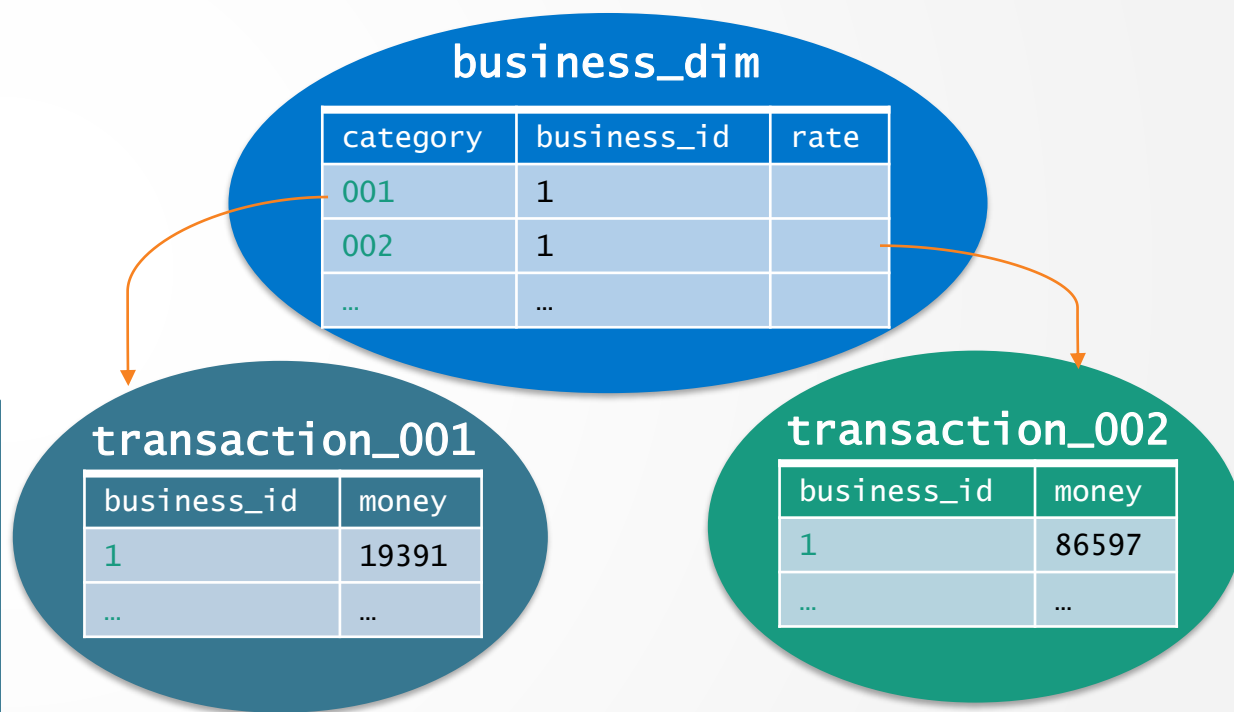 business_dim
category business_id rate
001 1
002 1
… …
transaction_001
business_id money
1 19391
… …
transaction_002
business_id money
1 86597
… …